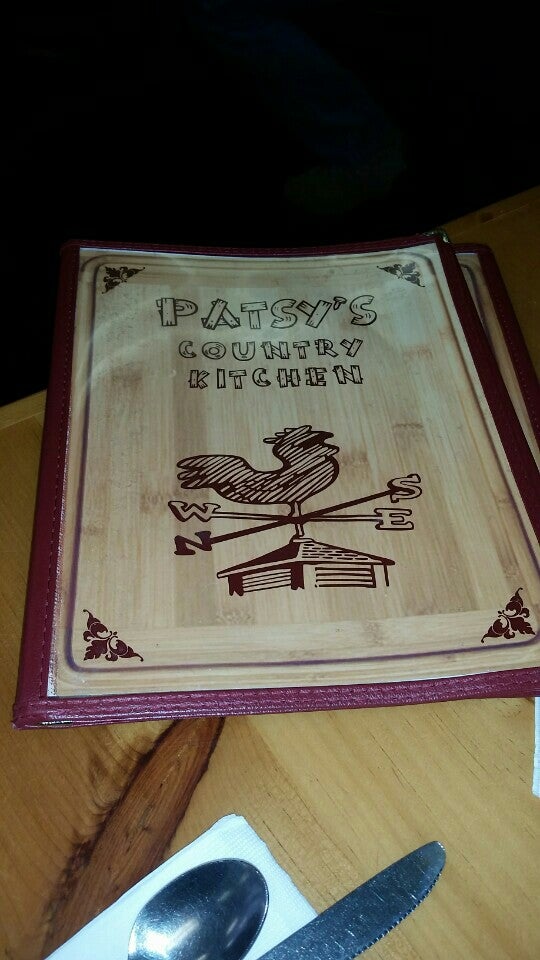 PATSY'S
COUNTRY
KITCHEN
S
W E
N